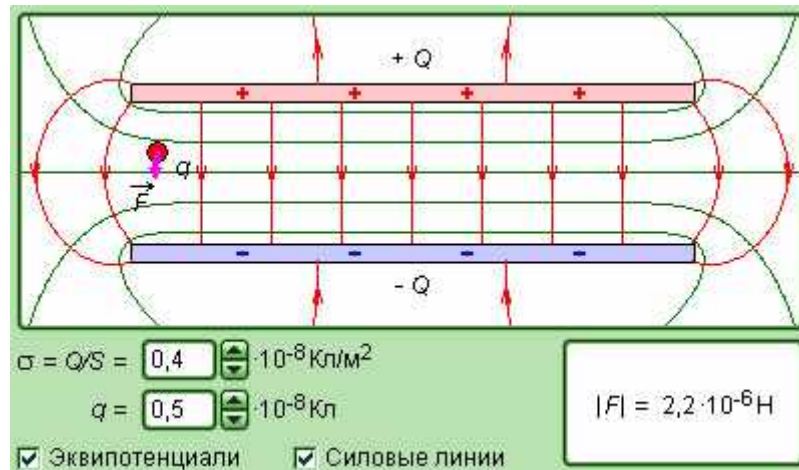 + Q
+ + + +
q
F
- - - -
- Q
σ = Q/S = 0,4 ·10⁻⁸ Кл/м²
q = 0,5 ·10⁻⁸ Кл
|F| = 2,2·10⁻⁶ Н
Эквипотенциали Силовые линии